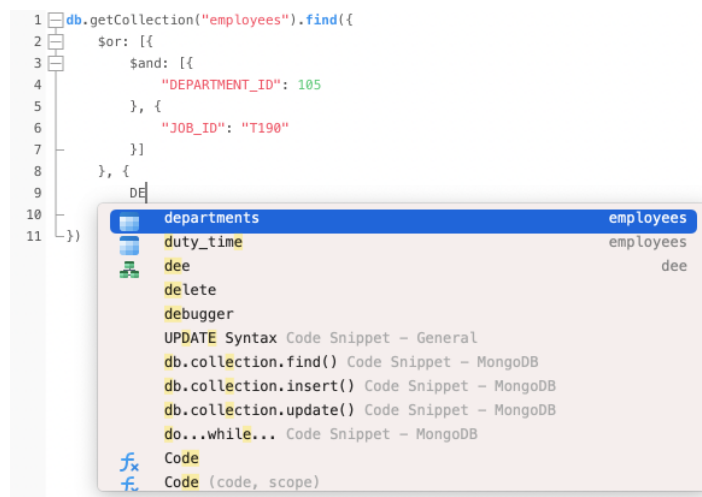 1 db.getCollection("employees").find({
2 $or: [{
3 $and: [{
4 "DEPARTMENT_ID": 105
5 }, {
6 "JOB_ID": "T190"
7 }]
8 }, {
9 DE
10
11 })
departments employees
duty_time employees
dee dee
delete
debugger
UPDATE Syntax Code Snippet – General
db.collection.find() Code Snippet – MongoDB
db.collection.insert() Code Snippet – MongoDB
db.collection.update() Code Snippet – MongoDB
do...while... Code Snippet – MongoDB
fx Code
fx Code (code, scope)